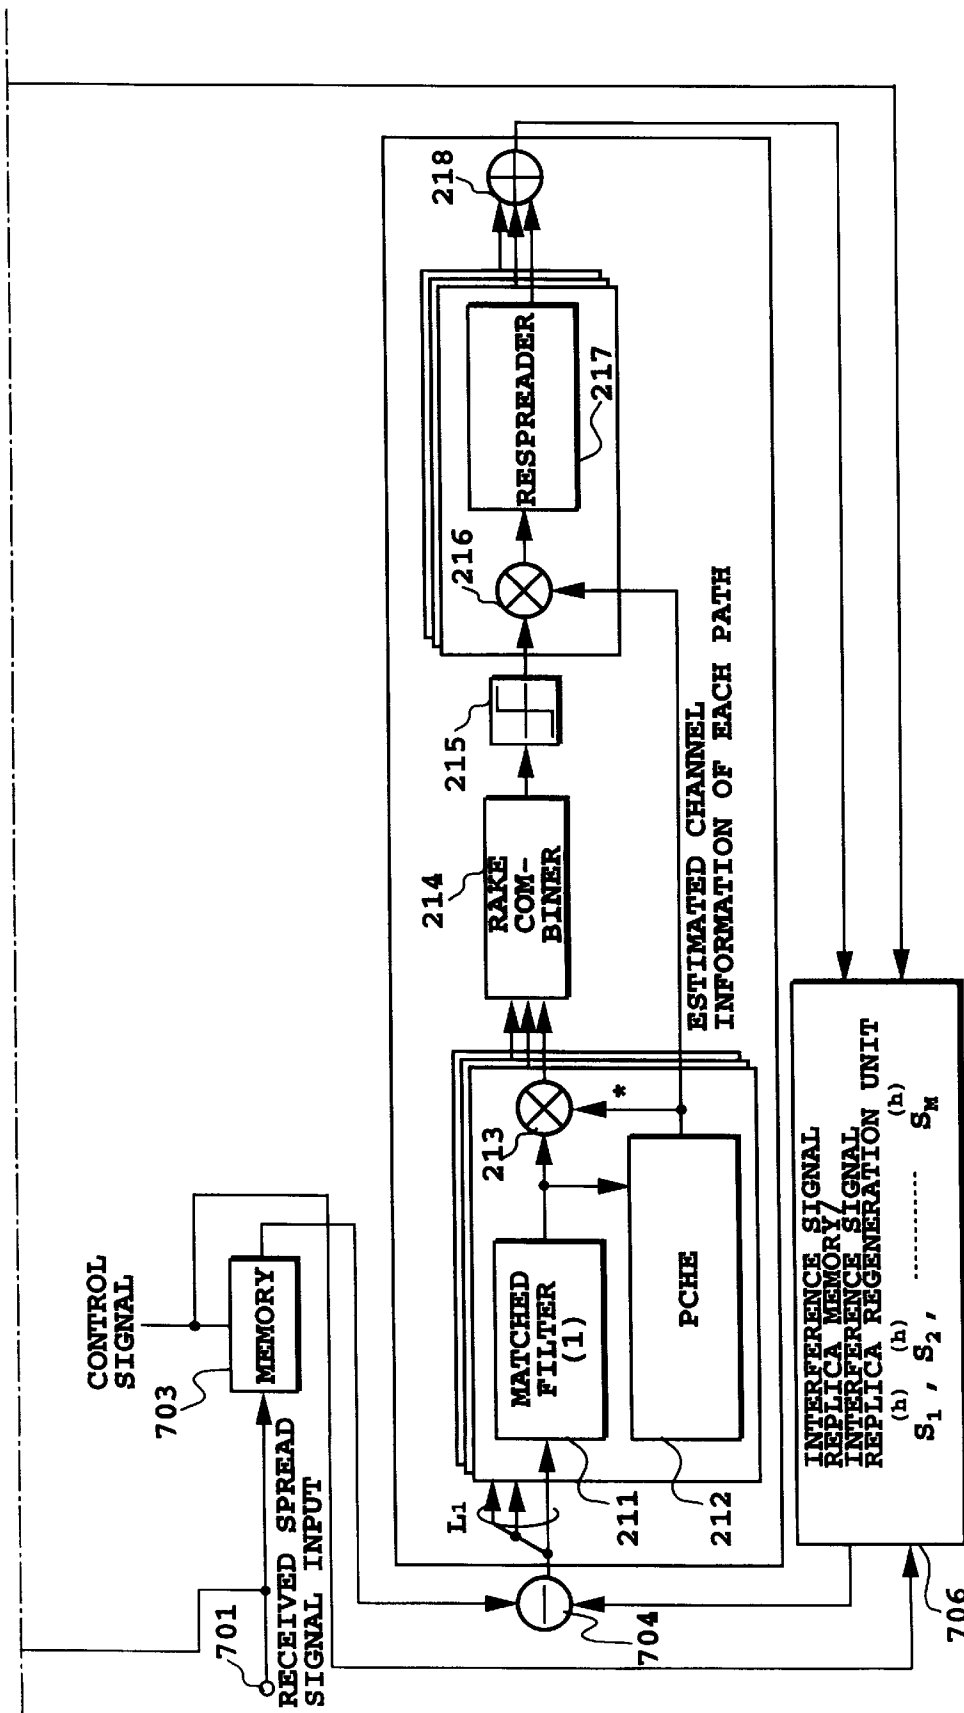 CONTROL
SIGNAL
703
MEMORY
701
RECEIVED SPREAD
SIGNAL INPUT
704
L1
MATCHED
FILTER
(1)
211
PCHE
212
213
*
214
RAKE
COM-
BINER
215
216
RESPREADER
217
218
ESTIMATED CHANNEL
INFORMATION OF EACH PATH
INTERFERENCE SIGNAL
REPLICA MEMORY/
INTERFERENCE SIGNAL
REPLICA REGENERATION UNIT
S1(h), S2(h), ........... SM(h)
706